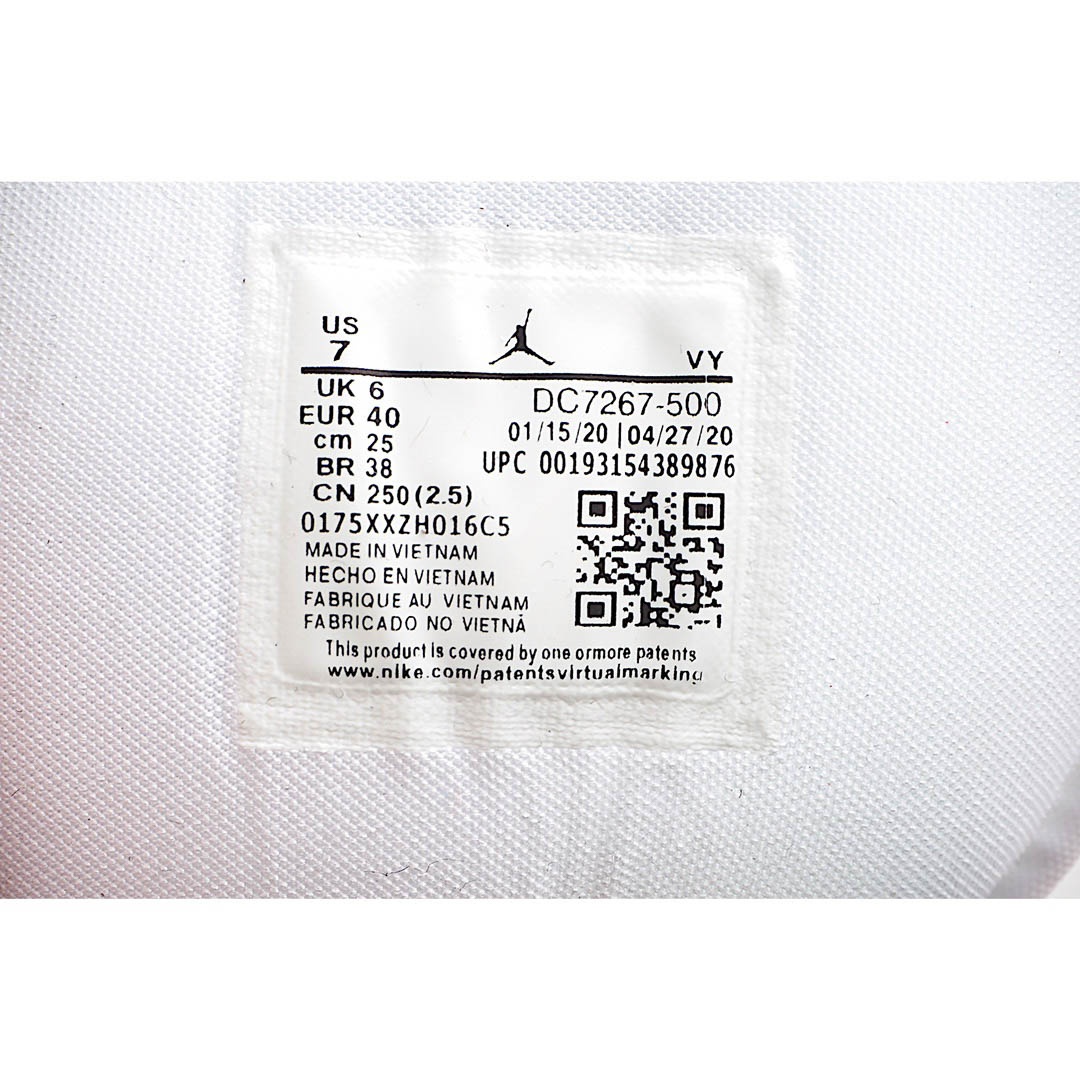 US
7
VY
UK 6
EUR 40
cm 25
BR 38
CN 250 (2.5)
DC7267-500
01/15/20 | 04/27/20
UPC 00193154389876
0175XXZH016C5
MADE IN VIETNAM
HECHO EN VIETNAM
FABRIQUE AU VIETNAM
FABRICADO NO VIETNÃ
This product is covered by one ormore patents
www.nike.com/patentsvirtualmarking